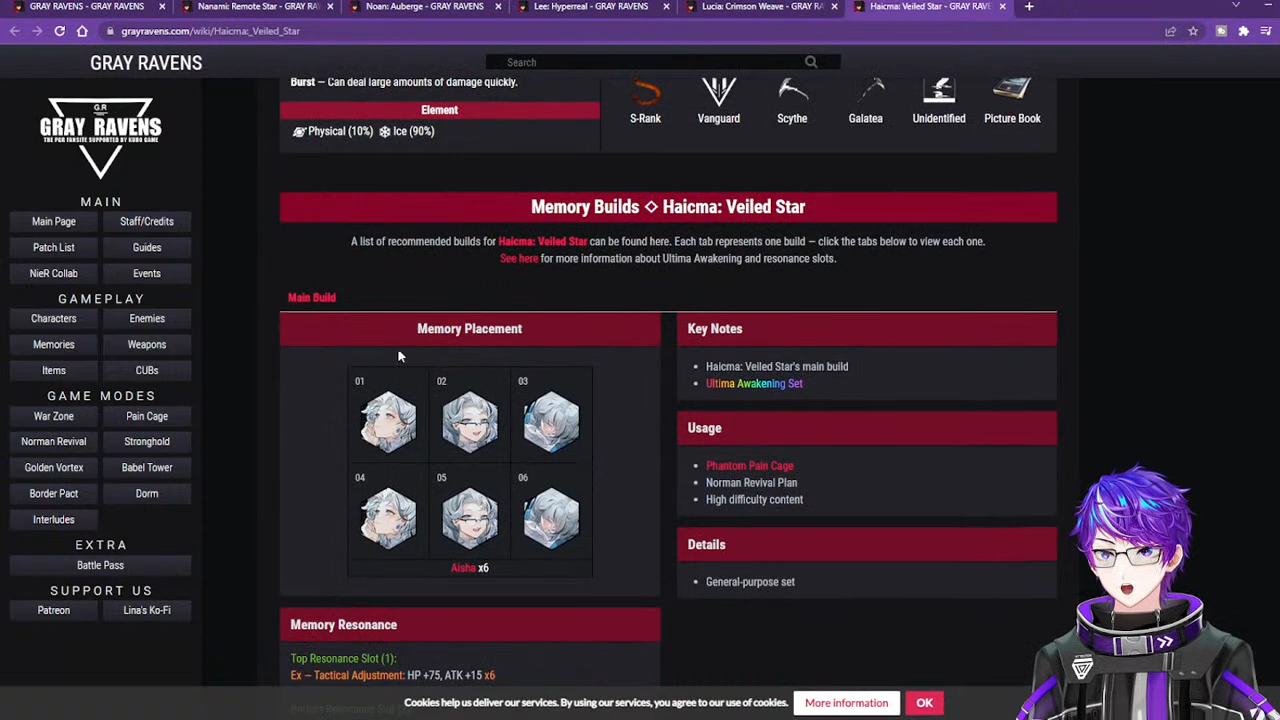 GRAY RAVENS -
Nanami: Remote Star - GRAY RAV
Noan: Auberge - GRAY RAVENS
Lee: Hyperreal - GRAY RAVENS
Lucia: Crimson Weave - GRAY RA
Haicma: Veiled Star - GRAY RAVE
grayravens.com/wiki/Haicma:_Veiled_Star
GRAY RAVENS
Search
G.R
GRAY RAVENS
THE PGR FANSITE SUPPORTED BY KURO GAME
MAIN
Main Page
Staff/Credits
Patch List
Guides
NieR Collab
Events
GAMEPLAY
Characters
Enemies
Memories
Weapons
Items
CUBs
GAME MODES
War Zone
Pain Cage
Norman Revival
Stronghold
Golden Vortex
Babel Tower
Border Pact
Dorm
Interludes
EXTRA
Battle Pass
SUPPORT US
Patreon
Lina's Ko-Fi
Burst — Can deal large amounts of damage quickly.
Element
Physical (10%) Ice (90%)
S-Rank
Vanguard
Scythe
Galatea
Unidentified
Picture Book
Memory Builds ◇ Haicma: Veiled Star
A list of recommended builds for Haicma: Veiled Star can be found here. Each tab represents one build — click the tabs below to view each one.
See here for more information about Ultima Awakening and resonance slots.
Main Build
Memory Placement
01
02
03
04
05
06
Aisha x6
Key Notes
Haicma: Veiled Star's main build
Ultima Awakening Set
Usage
Phantom Pain Cage
Norman Revival Plan
High difficulty content
Details
General-purpose set
Memory Resonance
Top Resonance Slot (1):
Ex — Tactical Adjustment: HP +75, ATK +15 x6
Cookies help us deliver our services. By using our services, you agree to our use of cookies.
More information
OK